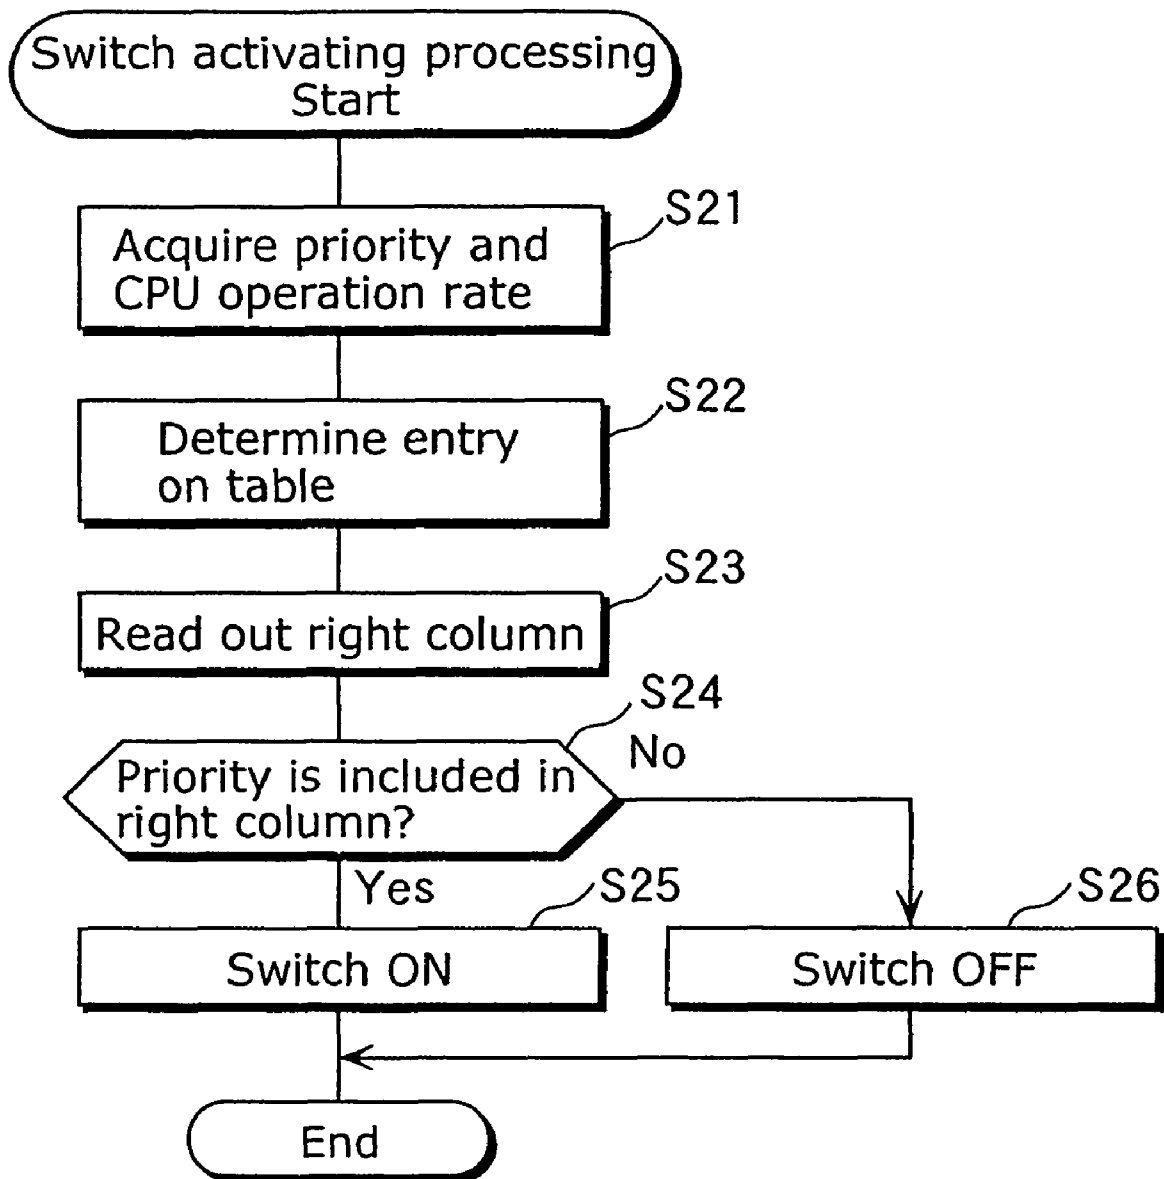 Switch activating processing
Start
S21
Acquire priority and
CPU operation rate
S22
Determine entry
on table
S23
Read out right column
S24
No
Priority is included in
right column?
Yes
S25
S26
Switch ON
Switch OFF
End